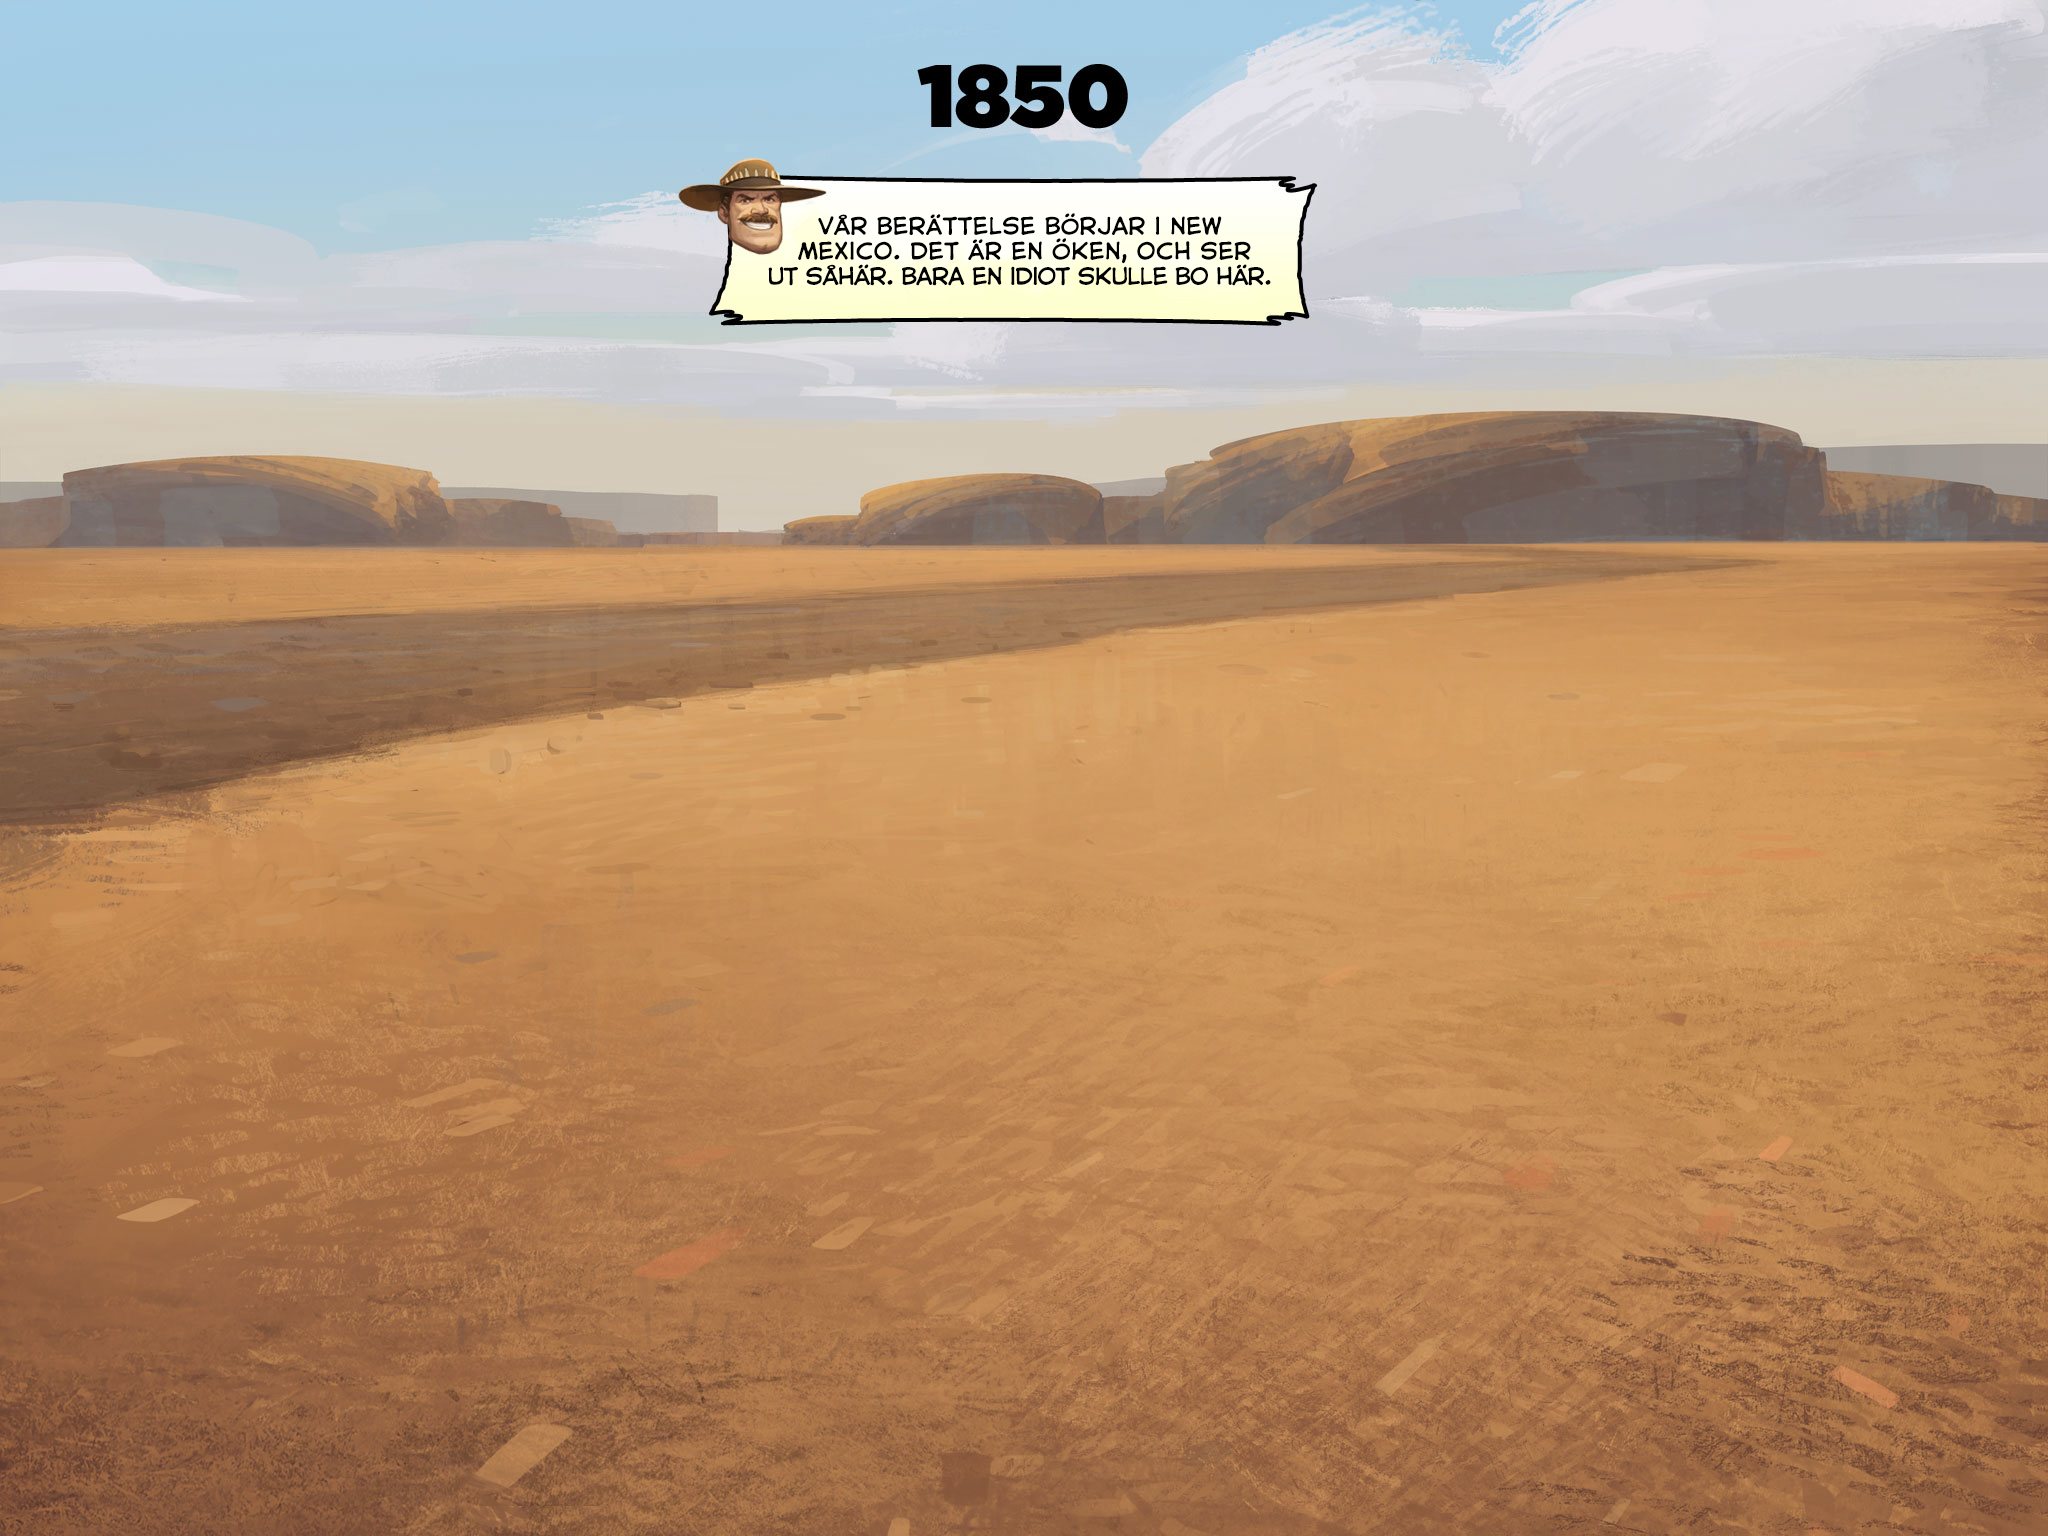 1850
VÅR BERÄTTELSE BÖRJAR I NEW
MEXICO. DET ÄR EN ÖKEN, OCH SER
UT SÅHÄR. BARA EN IDIOT SKULLE BO HÄR.